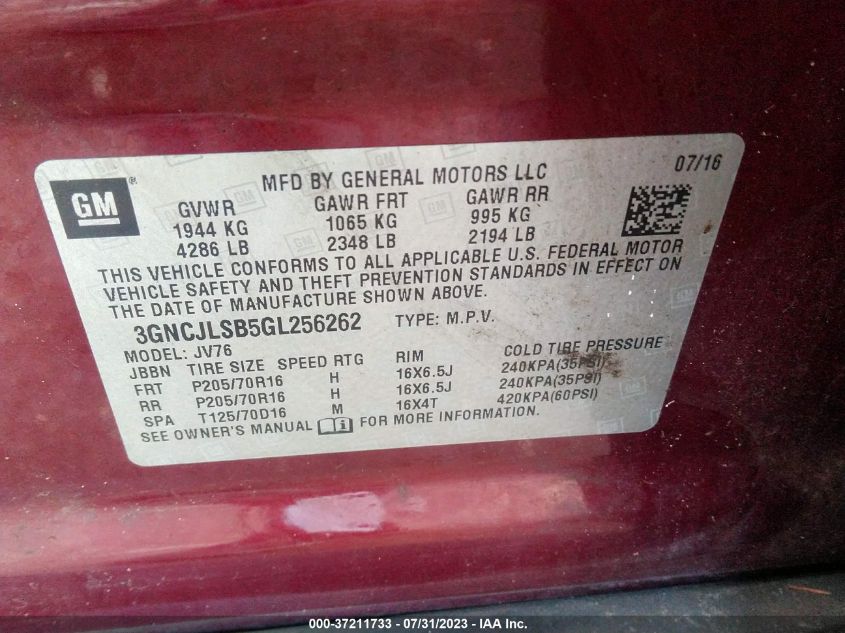 GM ®
MFD BY GENERAL MOTORS LLC
07/16
GVWR GAWR FRT GAWR RR
1944 KG 1065 KG 995 KG
4286 LB 2348 LB 2194 LB
THIS VEHICLE CONFORMS TO ALL APPLICABLE U.S. FEDERAL MOTOR
VEHICLE SAFETY AND THEFT PREVENTION STANDARDS IN EFFECT ON
THE DATE OF MANUFACTURE SHOWN ABOVE.
3GNCJLSB5GL256262 TYPE: M.P.V.
MODEL: JV76
JBBN TIRE SIZE SPEED RTG RIM COLD TIRE PRESSURE
FRT P205/70R16 H 16X6.5J 240KPA(35PSI)
RR P205/70R16 H 16X6.5J 240KPA(35PSI)
SPA T125/70D16 M 16X4T 420KPA(60PSI)
SEE OWNER'S MANUAL FOR MORE INFORMATION
000-37211733 - 07/31/2023 - IAA Inc.